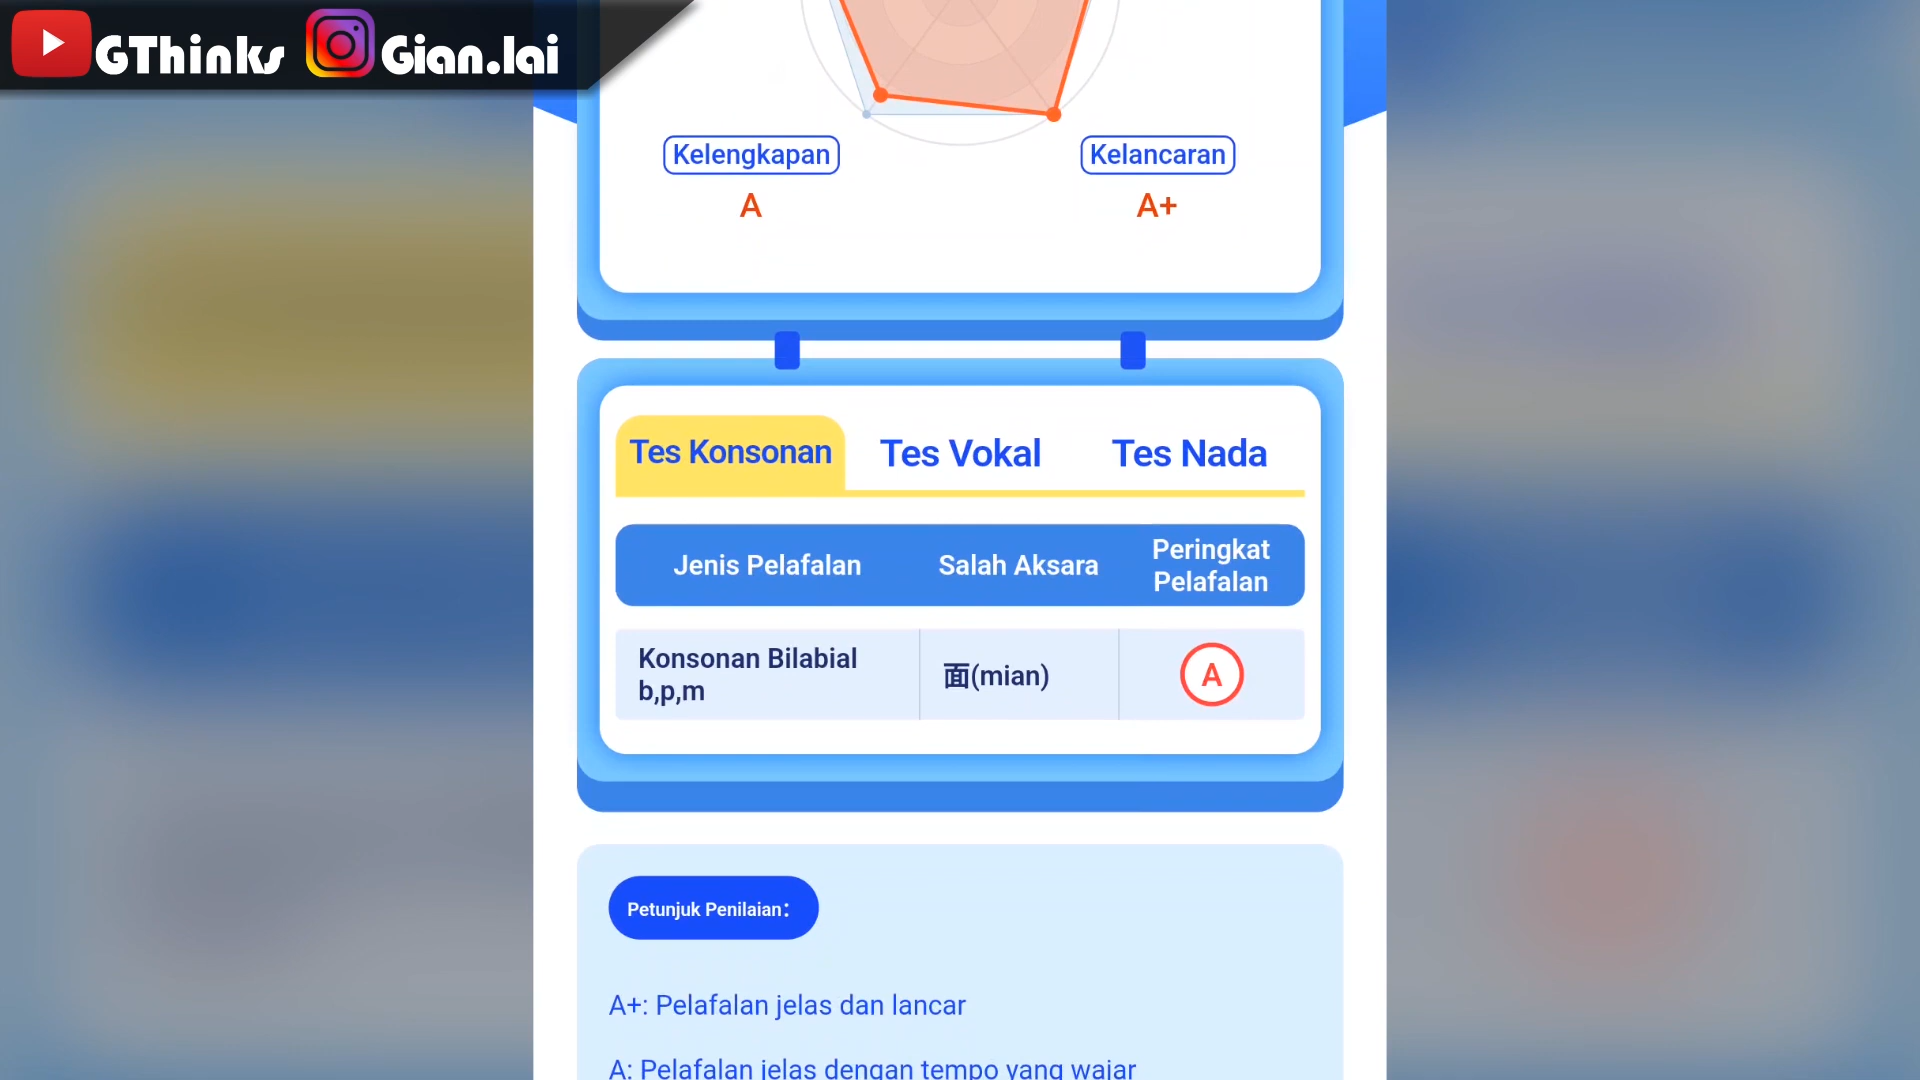 GThinks Gian.lai
Kelengkapan Kelancaran
A A+
Tes Konsonan Tes Vokal Tes Nada
Jenis Pelafalan Salah Aksara Peringkat Pelafalan
Konsonan Bilabial
b,p,m
面(mian)
A
Petunjuk Penilaian：
A+: Pelafalan jelas dan lancar
A: Pelafalan jelas dengan tempo yang wajar